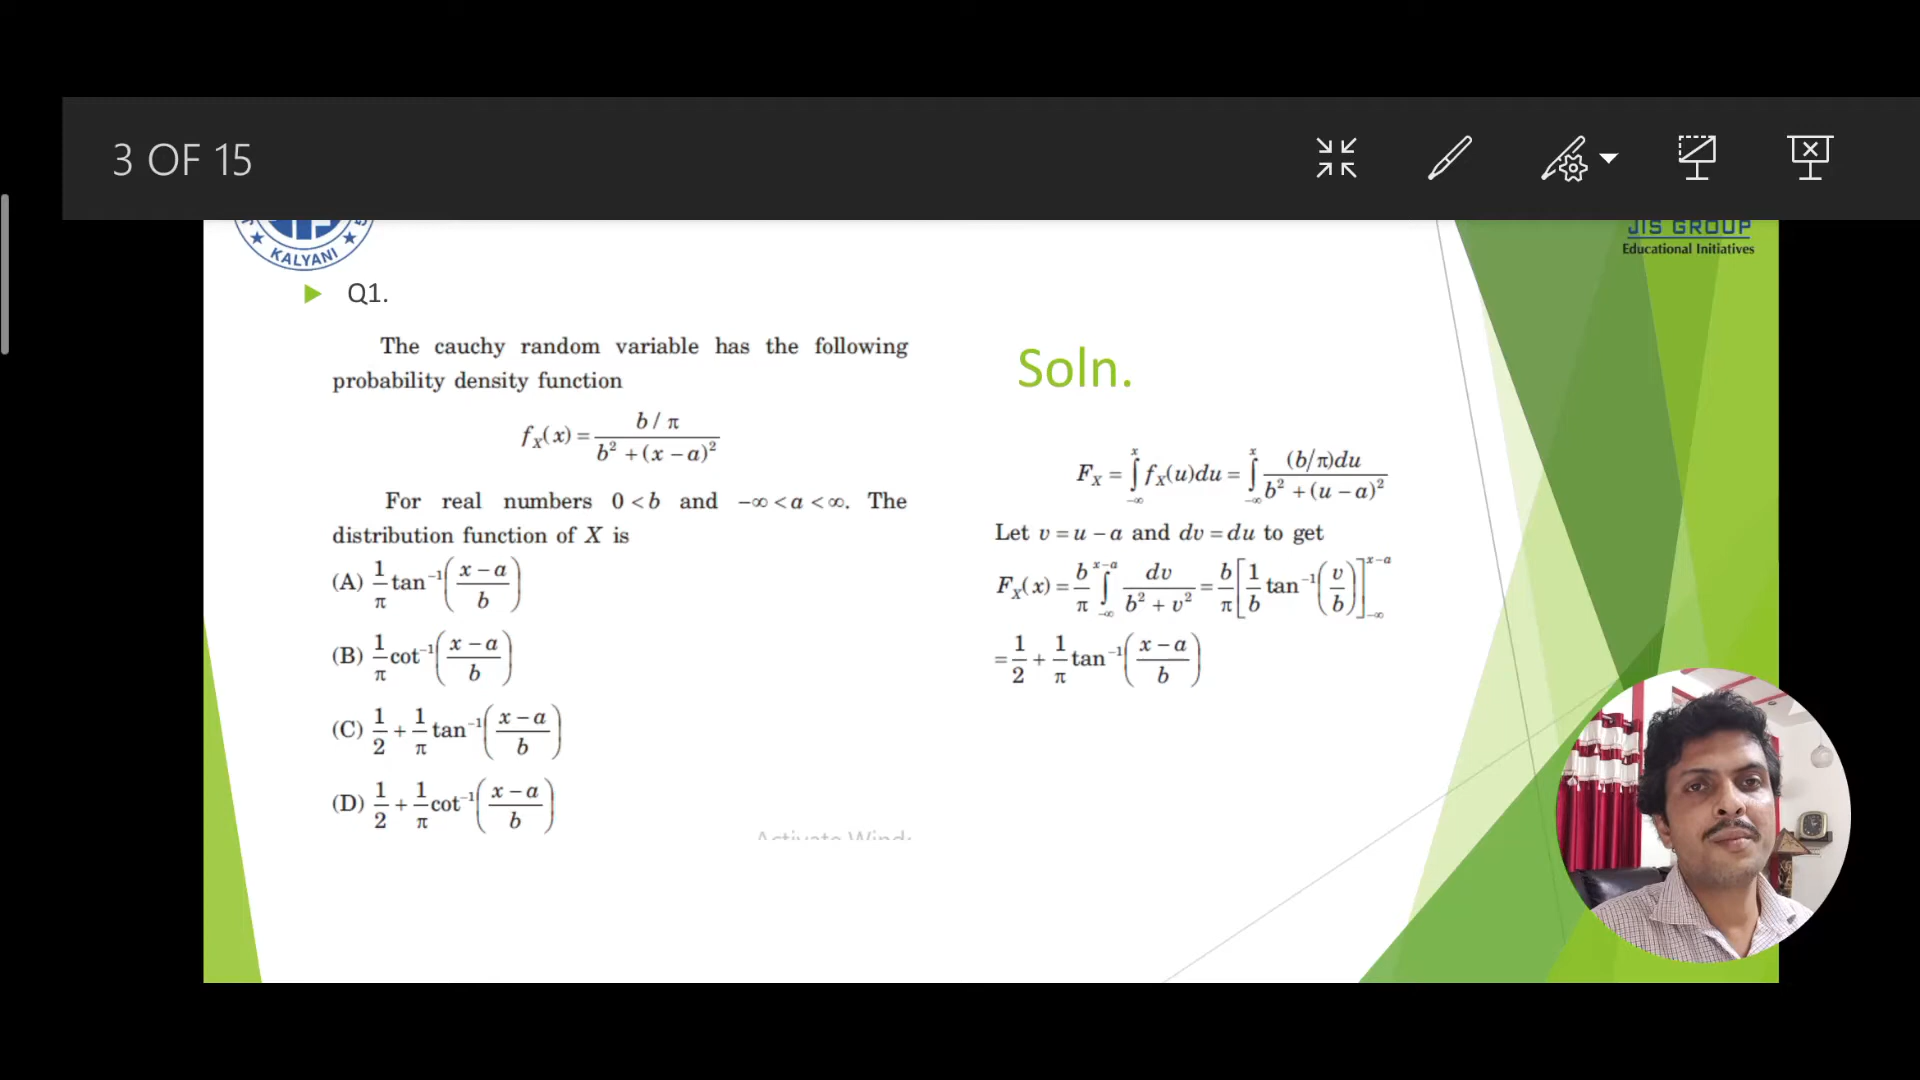 3 OF 15
KALYANI
JIS GROUP
Educational Initiatives
Q1.
The cauchy random variable has the following
probability density function
f_X(x) = (b / π) / (b² + (x – a)²)
For real numbers 0 < b and –∞ < a < ∞. The
distribution function of X is
(A) 1/π tan⁻¹((x – a)/b)
(B) 1/π cot⁻¹((x – a)/b)
(C) 1/2 + 1/π tan⁻¹((x – a)/b)
(D) 1/2 + 1/π cot⁻¹((x – a)/b)
Soln.
F_X = ∫_{–∞}^{x} f_X(u)du = ∫_{–∞}^{x} (b/π)du / (b² + (u – a)²)
Let v = u – a and dv = du to get
F_X(x) = b/π ∫_{–∞}^{x–a} dv / (b² + v²) = b/π [1/b tan⁻¹(v/b)]_{–∞}^{x–a}
= 1/2 + 1/π tan⁻¹((x – a)/b)